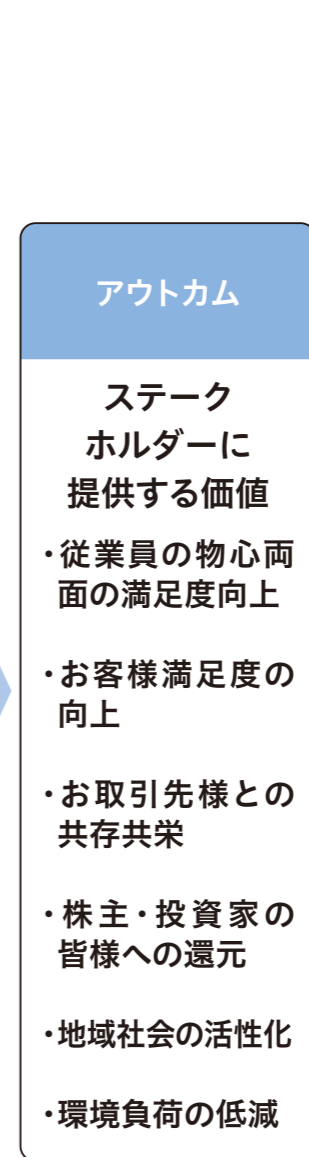 アウトカム
ステーク
ホルダーに
提供する価値
・従業員の物心両
面の満足度向上
・お客様満足度の
向上
・お取引先様との
共存共栄
・株主・投資家の
皆様への還元
・地域社会の活性化
・環境負荷の低減